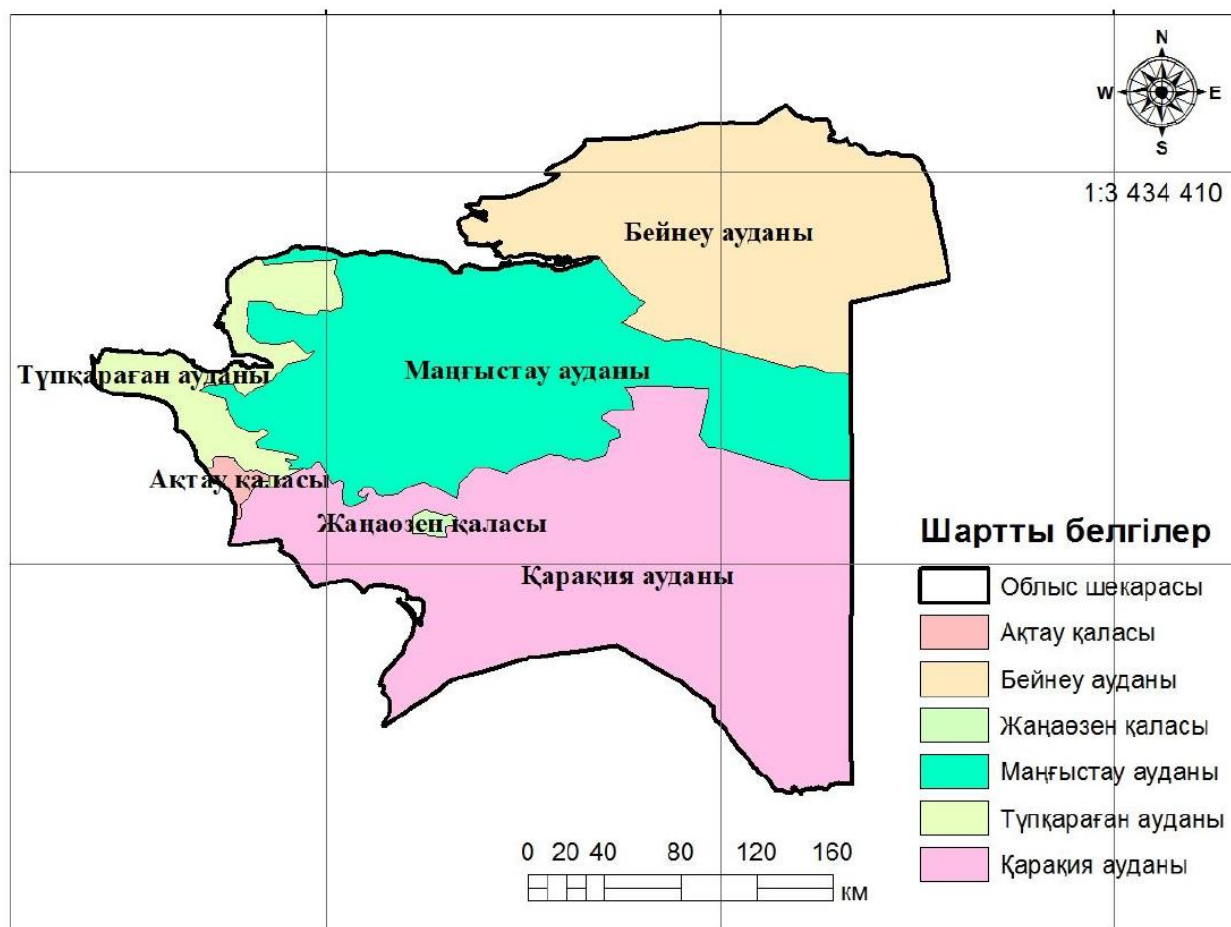 N
W E
S
1:3 434 410
Бейнеу ауданы
Түпқараған ауданы
Маңғыстау ауданы
Ақтау қаласы
Жаңаөзен қаласы
Қарақия ауданы
Шартты белгілер
Облыс шекарасы
Ақтау қаласы
Бейнеу ауданы
Жаңаөзен қаласы
Маңғыстау ауданы
Түпқараған ауданы
Қарақия ауданы
0 20 40 80 120 160
км